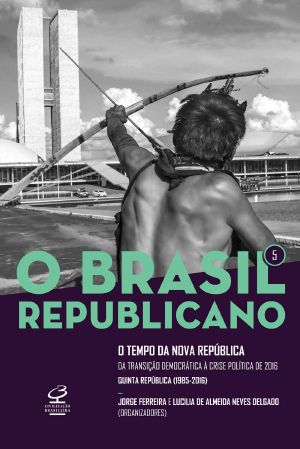 5
O BRASIL
REPUBLICANO
O TEMPO DA NOVA REPÚBLICA
DA TRANSIÇÃO DEMOCRÁTICA À CRISE POLÍTICA DE 2016
QUINTA REPÚBLICA (1985-2016)
JORGE FERREIRA E LUCILIA DE ALMEIDA NEVES DELGADO
(ORGANIZADORES)
CIVILIZAÇÃO
BRASILEIRA